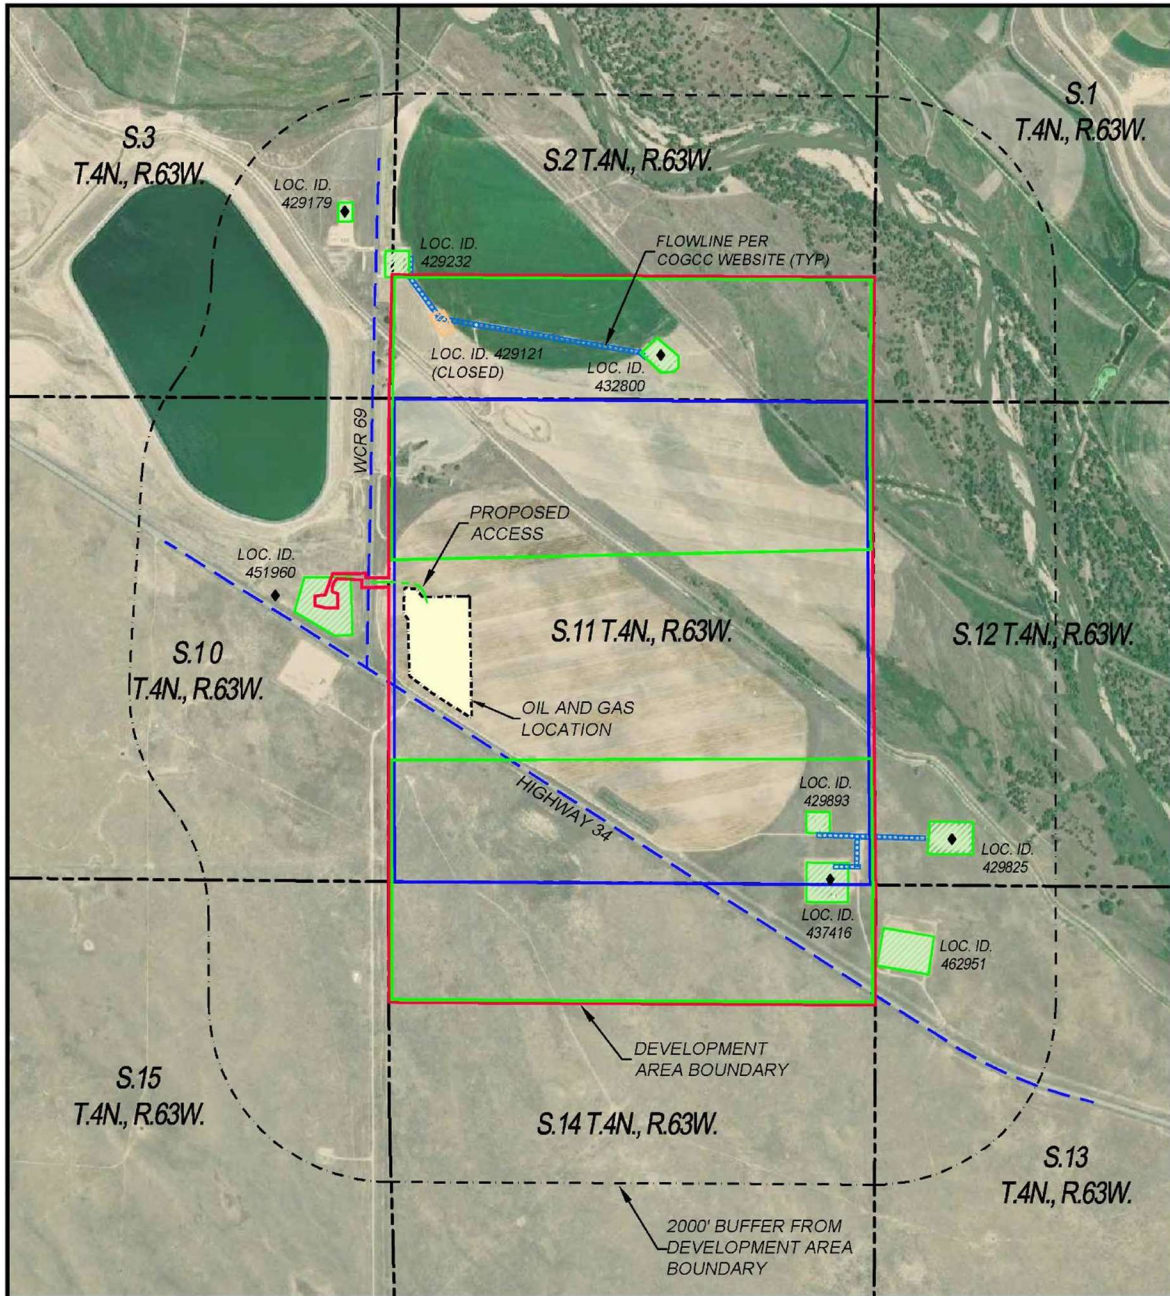 S.1
T.4N., R.63W.
S.3
T.4N., R.63W.
S.2 T.4N., R.63W.
LOC. ID.
429179
LOC. ID.
429232
FLOWLINE PER
COGCC WEBSITE (TYP)
LOC. ID. 429121
(CLOSED)
LOC. ID.
432800
WCR 69
PROPOSED
ACCESS
LOC. ID.
451960
S.11 T.4N., R.63W.
S.12 T.4N., R.63W.
S.10
T.4N., R.63W.
OIL AND GAS
LOCATION
HIGHWAY 34
LOC. ID.
429893
LOC. ID.
429825
LOC. ID.
437416
LOC. ID.
462951
DEVELOPMENT
AREA BOUNDARY
S.15
T.4N., R.63W.
S.14 T.4N., R.63W.
S.13
T.4N., R.63W.
2000' BUFFER FROM
DEVELOPMENT AREA
BOUNDARY